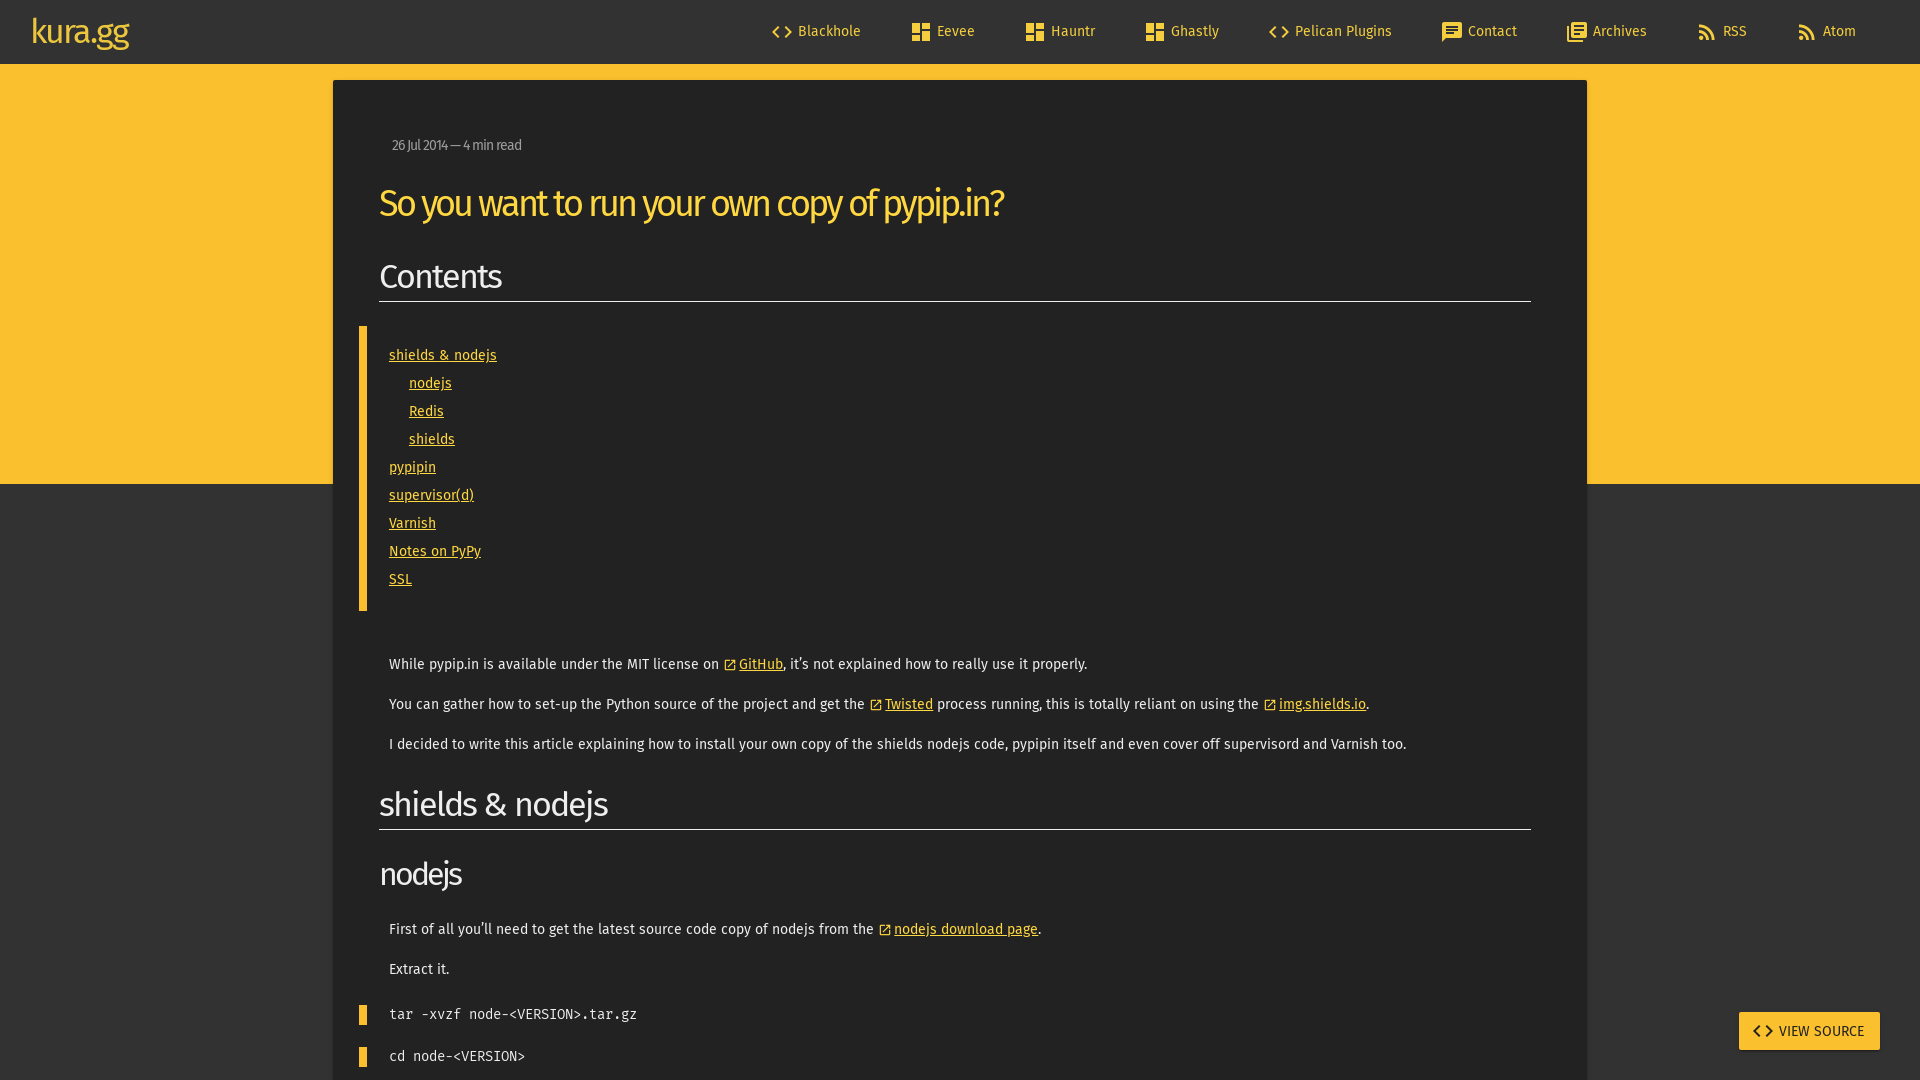 kura.gg
Blackhole
Eevee
Hauntr
Ghastly
Pelican Plugins
Contact
Archives
RSS
Atom
26 Jul 2014 — 4 min read
So you want to run your own copy of pypip.in?
Contents
shields & nodejs
nodejs
Redis
shields
pypipin
supervisor(d)
Varnish
Notes on PyPy
SSL
While pypip.in is available under the MIT license on GitHub, it’s not explained how to really use it properly.
You can gather how to set-up the Python source of the project and get the Twisted process running, this is totally reliant on using the img.shields.io.
I decided to write this article explaining how to install your own copy of the shields nodejs code, pypipin itself and even cover off supervisord and Varnish too.
shields & nodejs
nodejs
First of all you’ll need to get the latest source code copy of nodejs from the nodejs download page.
Extract it.
tar -xvzf node-<VERSION>.tar.gz
cd node-<VERSION>
VIEW SOURCE